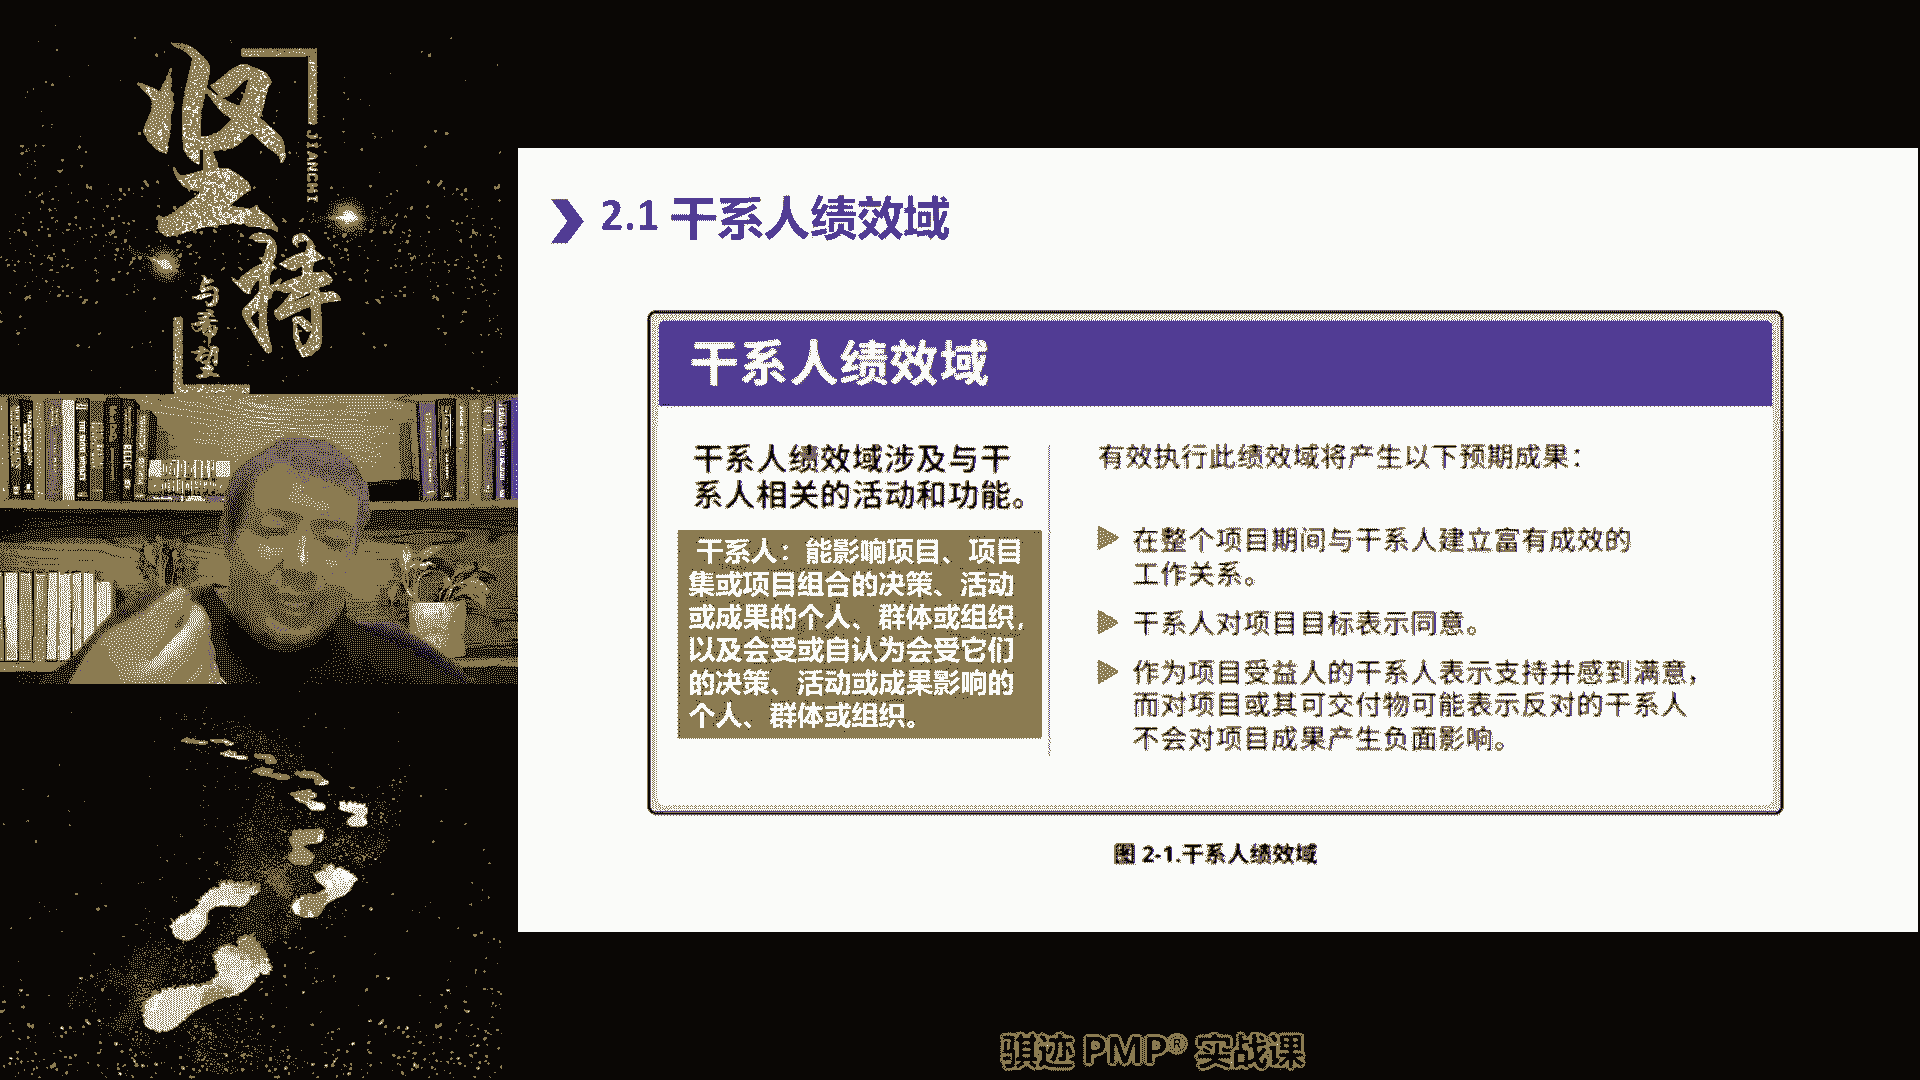 坚
持
JIANCHI
与希望
2.1 干系人绩效域
干系人绩效域
干系人绩效域涉及与干
系人相关的活动和功能。
干系人：能影响项目、项目
集或项目组合的决策、活动
或成果的个人、群体或组织，
以及会受或自认为会受它们
的决策、活动或成果影响的
个人、群体或组织。
有效执行此绩效域将产生以下预期成果：
在整个项目期间与干系人建立富有成效的
工作关系。
干系人对项目目标表示同意。
作为项目受益人的干系人表示支持并感到满意，
而对项目或其可交付物可能表示反对的干系人
不会对项目成果产生负面影响。
图 2-1.干系人绩效域
骐迹 PMP® 实战课